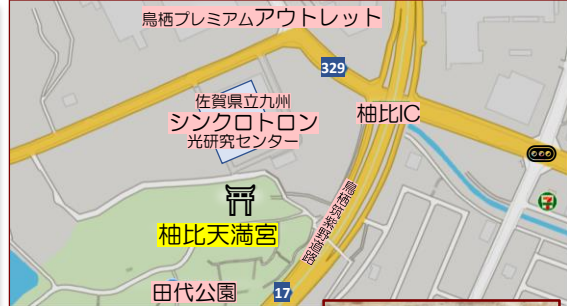 鳥栖プレミアムアウトレット
329
佐賀県立九州
シンクロトロン
光研究センター
柚比IC
鳥栖筑紫野道路
柚比天満宮
田代公園
17
7